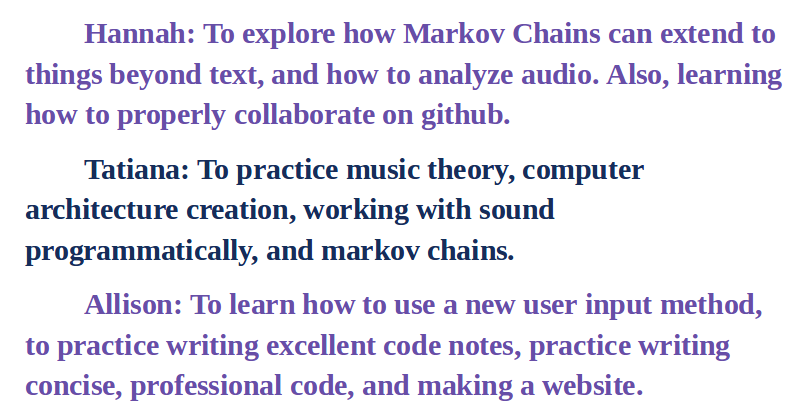 Hannah: To explore how Markov Chains can extend to
things beyond text, and how to analyze audio. Also, learning
how to properly collaborate on github.
Tatiana: To practice music theory, computer
architecture creation, working with sound
programmatically, and markov chains.
Allison: To learn how to use a new user input method,
to practice writing excellent code notes, practice writing
concise, professional code, and making a website.